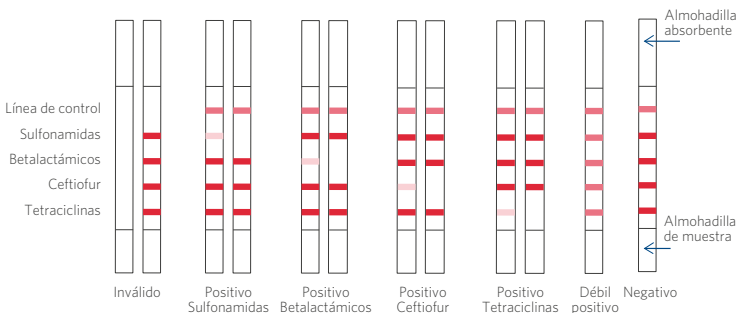 Almohadilla
absorbente
Línea de control
Sulfonamidas
Betalactámicos
Ceftiofur
Tetraciclinas
Almohadilla
de muestra
Inválido
Positivo
Sulfonamidas
Positivo
Betalactámicos
Positivo
Ceftiofur
Positivo
Tetraciclinas
Débil
positivo
Negativo